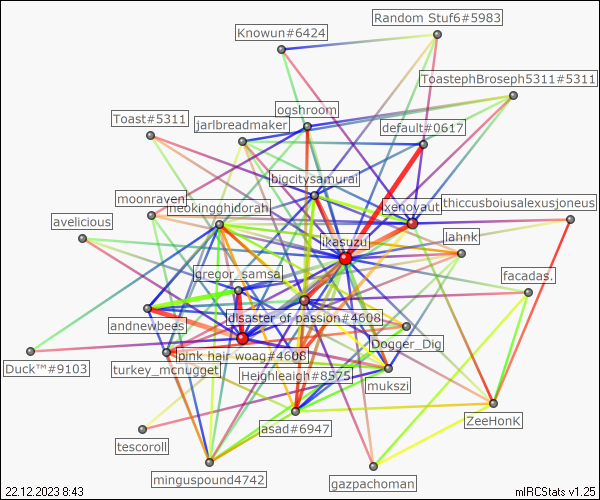 Random Stuf6#5983
Knowun#6424
ToastephBroseph5311#5311
ogshroom
Toast#5311
jarlbreadmaker
default#0617
bigcitysamurai
moonraven
neokingghidorah
xenovaut
thiccusboiusalexusjoneus
avelicious
ikasuzu
lahnk
gregor_samsa
facadas.
disaster of passion#4608
andnewbees
Dogger_Dig
pink hair woag#4608
Duck™#9103
turkey_mcnugget
Heighleaigh#8575
mukszi
asad#6947
ZeeHonK
tescoroll
minguspound4742
gazpachoman
22.12.2023 8:43
mIRCStats v1.25